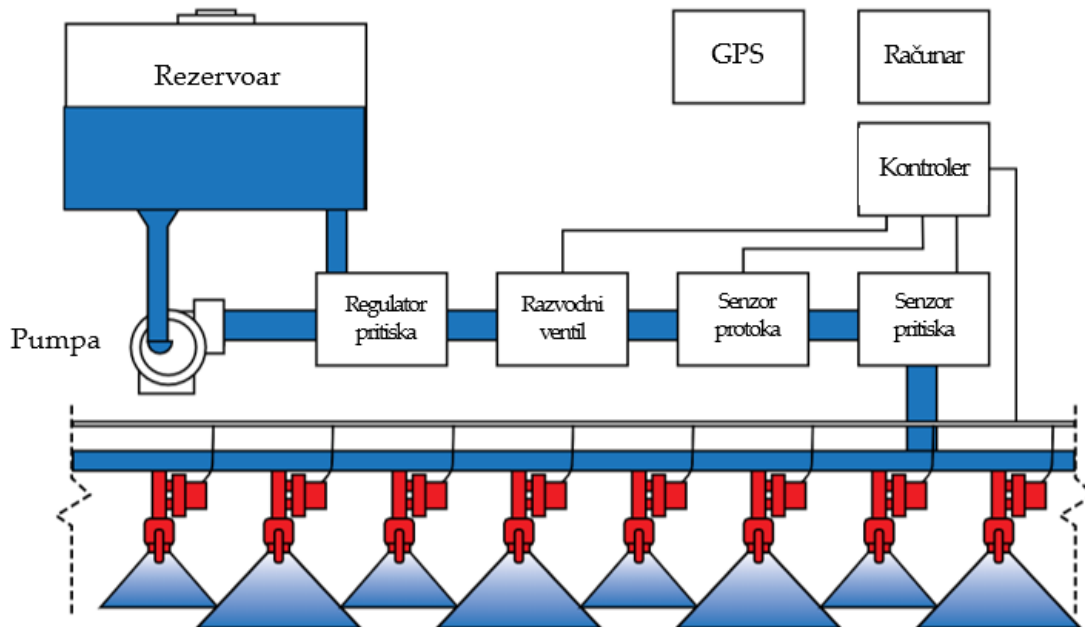 Rezervoar
GPS
Računar
Kontroler
Pumpa
Regulator
pritiska
Razvodni
ventil
Senzor
protoka
Senzor
pritiska